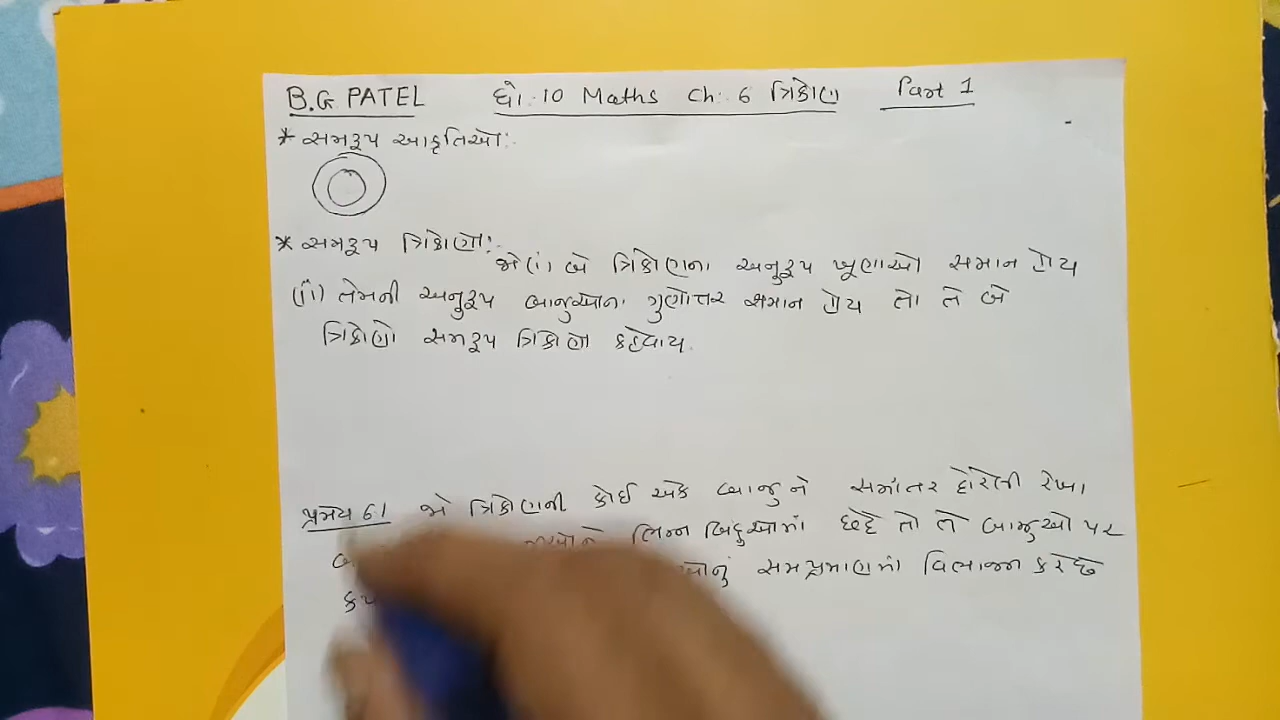 B.G. PATEL ધો. 10 Maths Ch: 6 ત્રિકોણ Part 1
* સમરૂપ આકૃતિઓ:-
* સમરૂપ ત્રિકોણો:-
જો (i) બે ત્રિકોણના અનુરૂપ ખૂણાઓ સમાન હોય
(ii) તેમની અનુરૂપ બાજુઓના ગુણોત્તર સમાન હોય તો તે બે
ત્રિકોણો સમરૂપ ત્રિકોણો કહેવાય.
પ્રમેય 6.1 જો ત્રિકોણની કોઈ એક બાજુને સમાંતર દોરેલી રેખા
ભિન્ન બિંદુઓમાં છેદે તો તે બાજુઓ પર
સમપ્રમાણમાં વિભાજન કરે છે